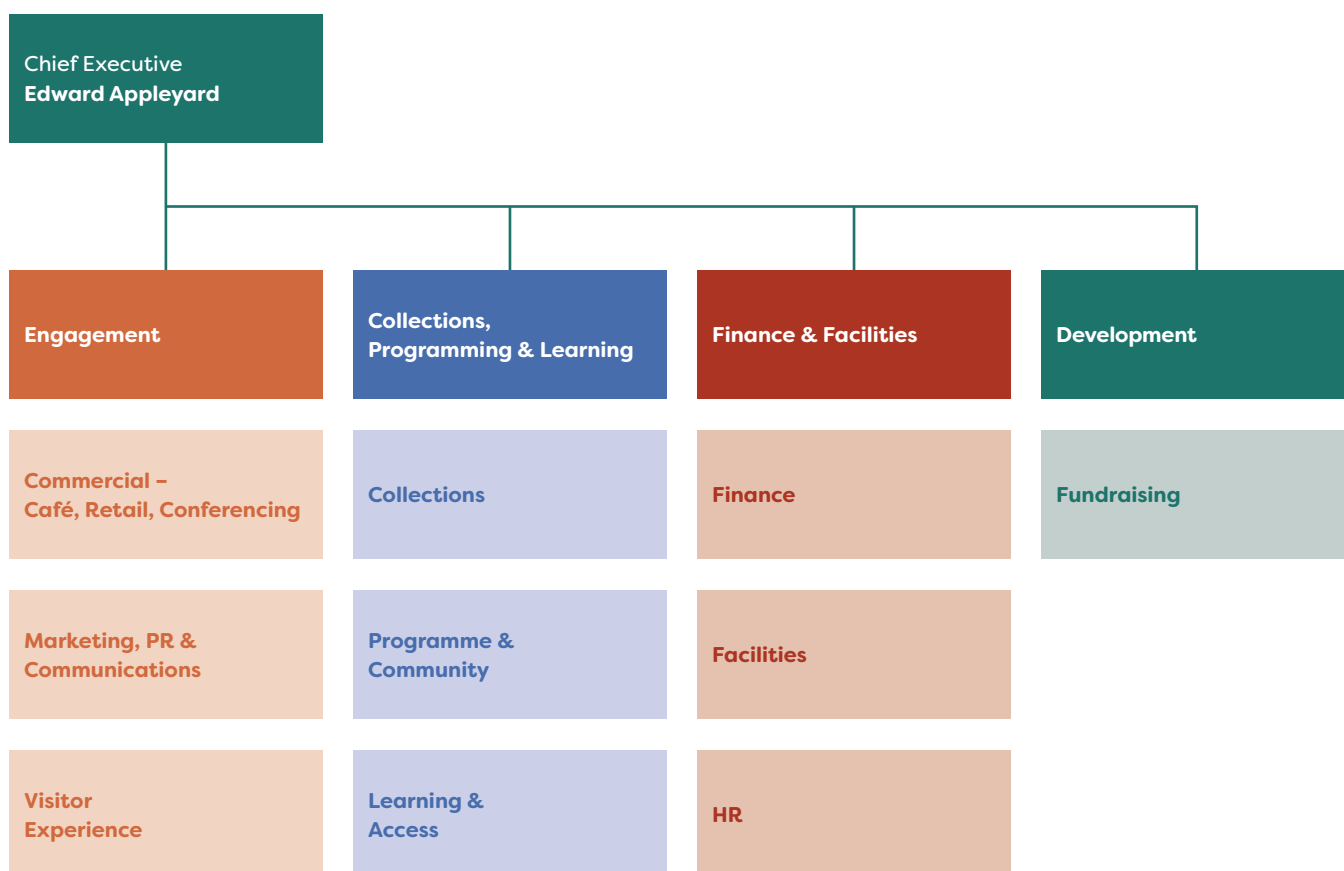 Chief Executive
Edward Appleyard
Engagement
Collections,
Programming & Learning
Finance & Facilities
Development
Commercial –
Café, Retail, Conferencing
Collections
Finance
Fundraising
Marketing, PR &
Communications
Programme &
Community
Facilities
Visitor
Experience
Learning &
Access
HR